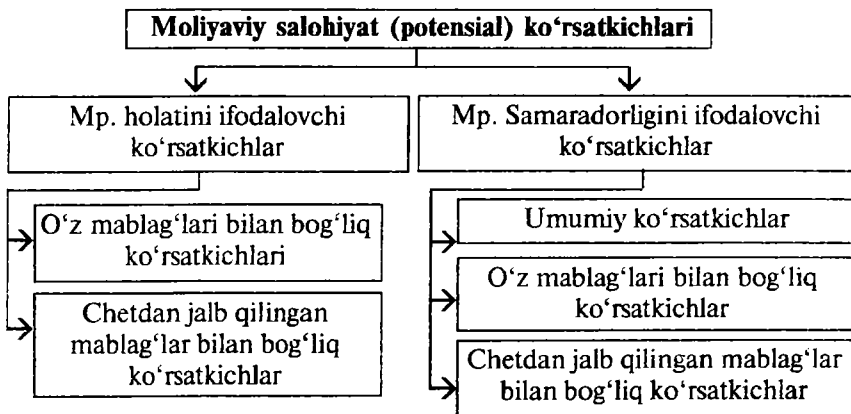 Moliyaviy salohiyat (potensial) ko‘rsatkichlari
Mp. holatini ifodalovchi
ko‘rsatkichlar
O‘z mablag‘lari bilan bog‘liq
ko‘rsatkichlari
Chetdan jalb qilingan
mablag‘lar bilan bog‘liq
ko‘rsatkichlar
Mp. Samaradorligini ifodalovchi
ko‘rsatkichlar
Umumiy ko‘rsatkichlar
O‘z mablag‘lari bilan bog‘liq
ko‘rsatkichlar
Chetdan jalb qilingan mablag‘lar
bilan bog‘liq ko‘rsatkichlar